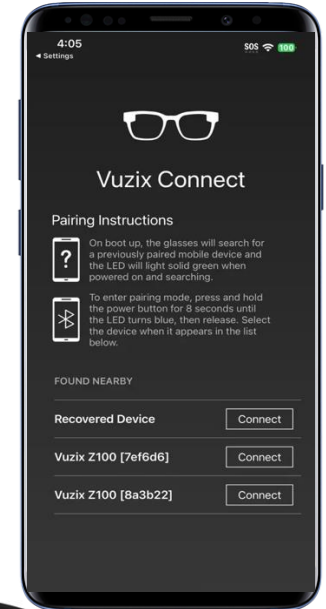 4:05
SOS 100
◄ Settings
Vuzix Connect
Pairing Instructions
?
On boot up, the glasses will search for
a previously paired mobile device and
the LED will light solid green when
powered on and searching.
To enter pairing mode, press and hold
the power button for 8 seconds until
the LED turns blue, then release. Select
the device when it appears in the list
below.
FOUND NEARBY
Recovered Device Connect
Vuzix Z100 [7ef6d6] Connect
Vuzix Z100 [8a3b22] Connect